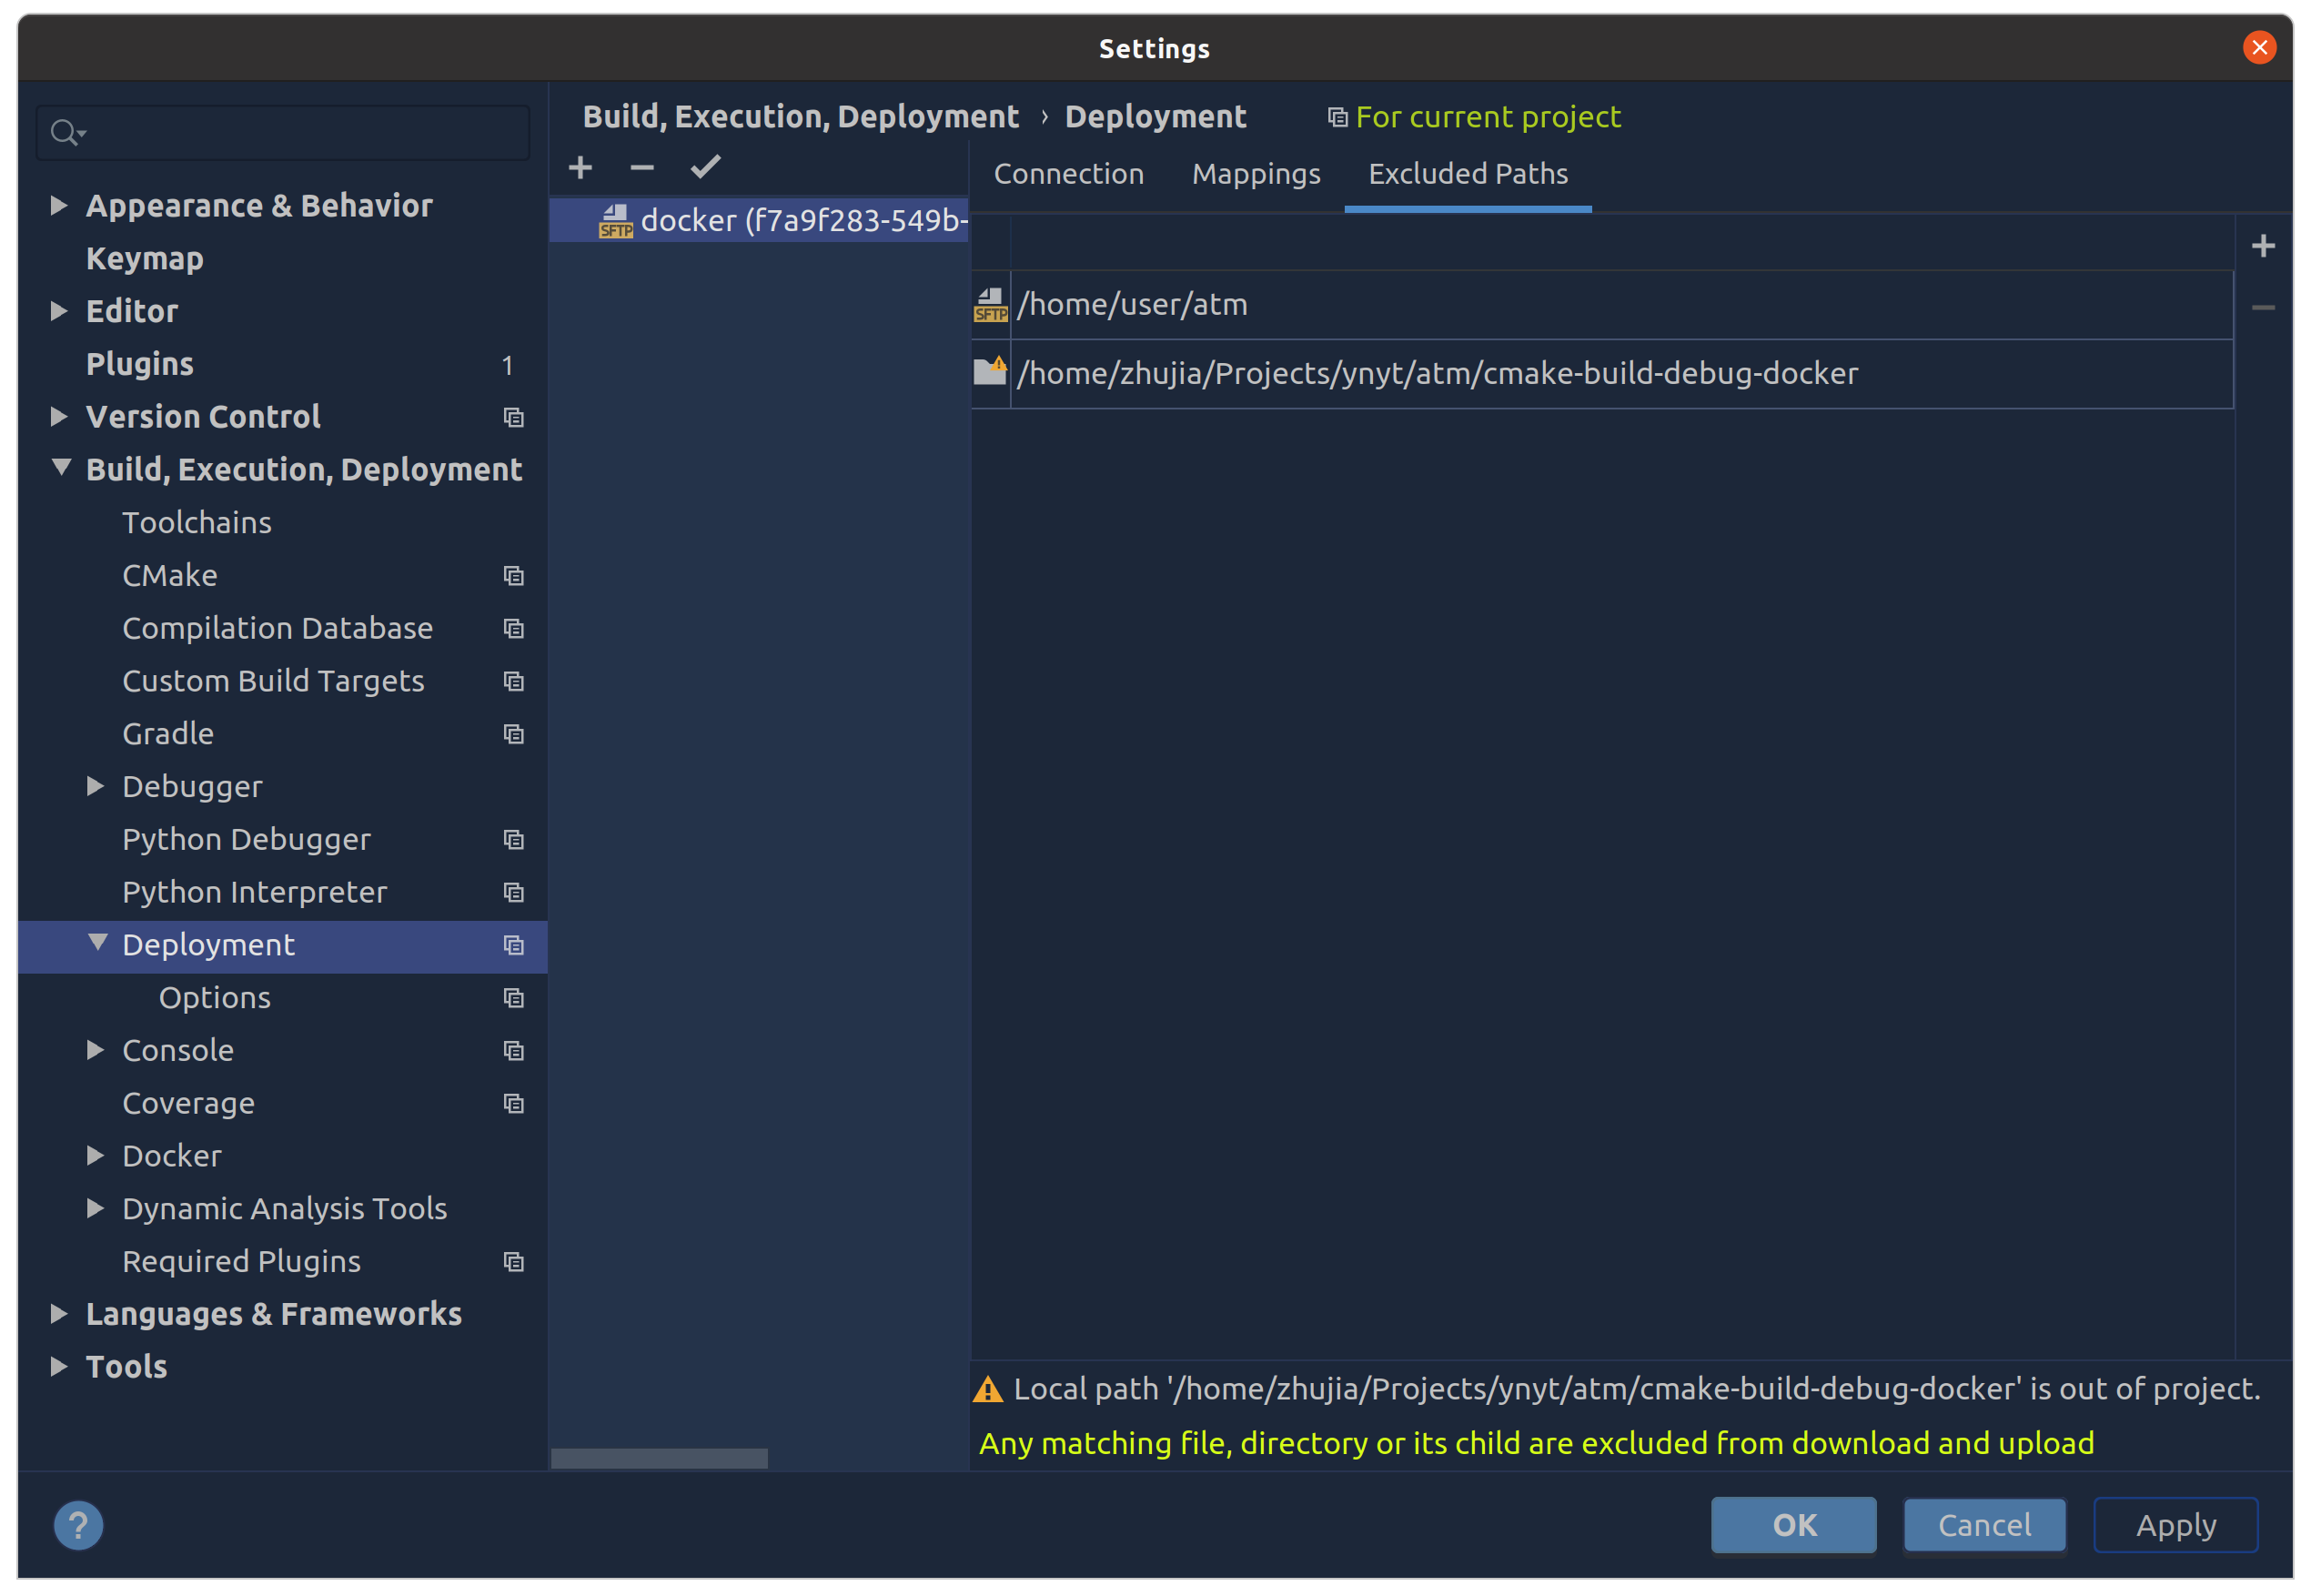 Settings
Appearance & Behavior
Keymap
Editor
Plugins 1
Version Control
Build, Execution, Deployment
Toolchains
CMake
Compilation Database
Custom Build Targets
Gradle
Debugger
Python Debugger
Python Interpreter
Deployment
Options
Console
Coverage
Docker
Dynamic Analysis Tools
Required Plugins
Languages & Frameworks
Tools
Build, Execution, Deployment › Deployment For current project
SFTP docker (f7a9f283-549b-
Connection Mappings Excluded Paths
SFTP /home/user/atm
/home/zhujia/Projects/ynyt/atm/cmake-build-debug-docker
Local path '/home/zhujia/Projects/ynyt/atm/cmake-build-debug-docker' is out of project.
Any matching file, directory or its child are excluded from download and upload
? OK Cancel Apply